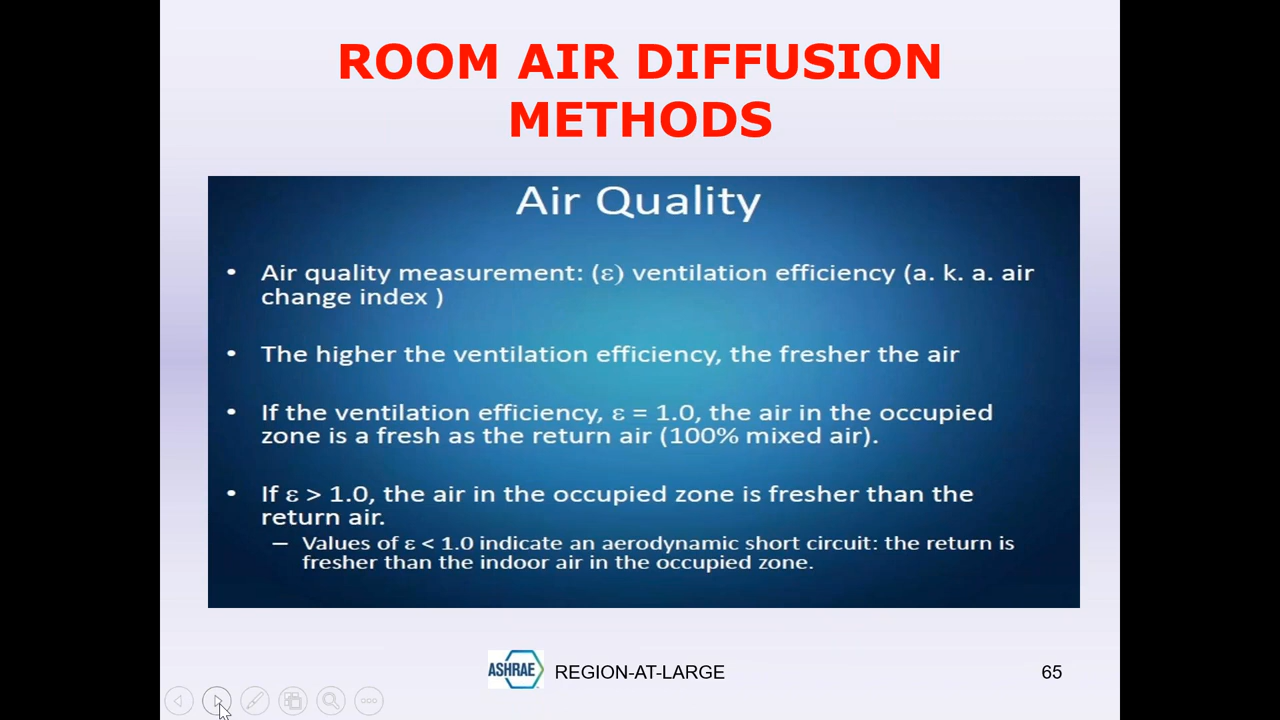 ROOM AIR DIFFUSION
METHODS
Air Quality
• Air quality measurement: (ε) ventilation efficiency (a. k. a. air
change index )
• The higher the ventilation efficiency, the fresher the air
• If the ventilation efficiency, ε = 1.0, the air in the occupied
zone is a fresh as the return air (100% mixed air).
• If ε > 1.0, the air in the occupied zone is fresher than the
return air.
– Values of ε < 1.0 indicate an aerodynamic short circuit: the return is
fresher than the indoor air in the occupied zone.
ASHRAE REGION-AT-LARGE 65